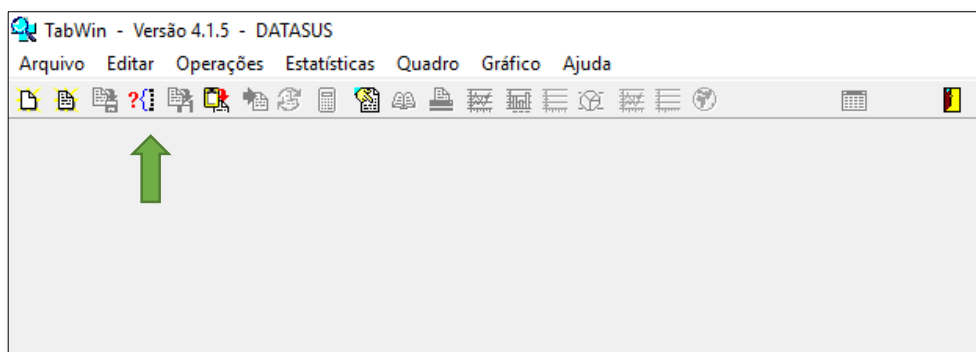 TabWin - Versão 4.1.5 - DATASUS
Arquivo Editar Operações Estatísticas Quadro Gráfico Ajuda
?{